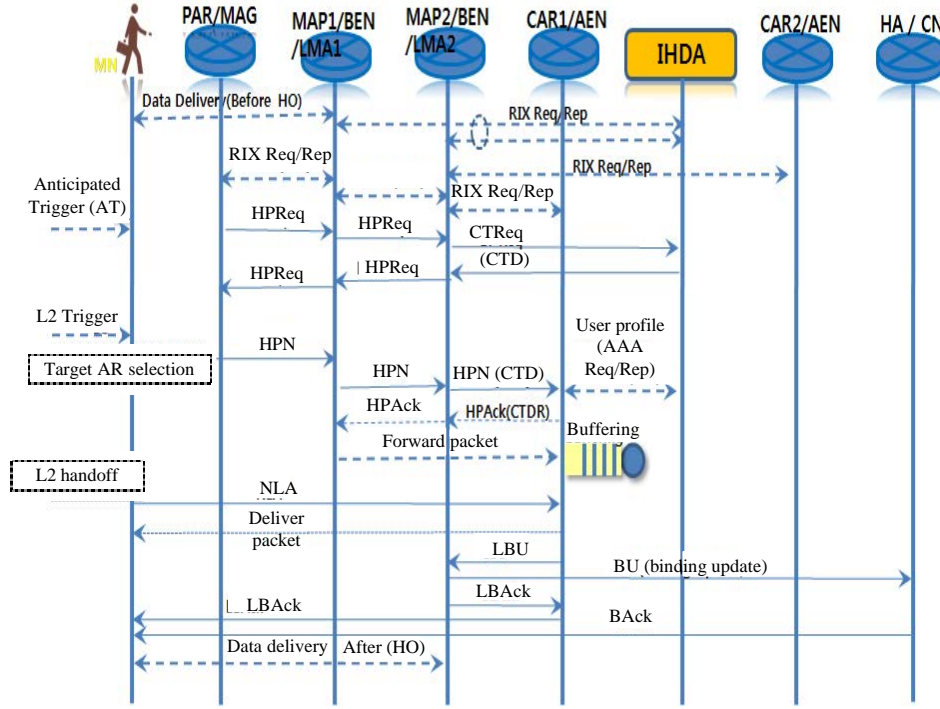 PAR/MAG
MAP1/BEN
/LMA1
MAP2/BEN
/LMA2
CAR1/AEN
IHDA
CAR2/AEN
HA / CN
MN
Data Delivery(Before HO)
RIX Req/Rep
RIX Req/Rep
RIX Req/Rep
RIX Req/Rep
Anticipated
Trigger (AT)
HPReq
HPReq
CTReq
(CTD)
HPReq
HPReq
L2 Trigger
User profile
(AAA
Req/Rep)
HPN
Target AR selection
HPN
HPN (CTD)
HPAck
HPAck(CTDR)
Buffering
Forward packet
L2 handoff
NLA
Deliver
packet
LBU
BU (binding update)
LBAck
LBAck
BAck
Data delivery After (HO)